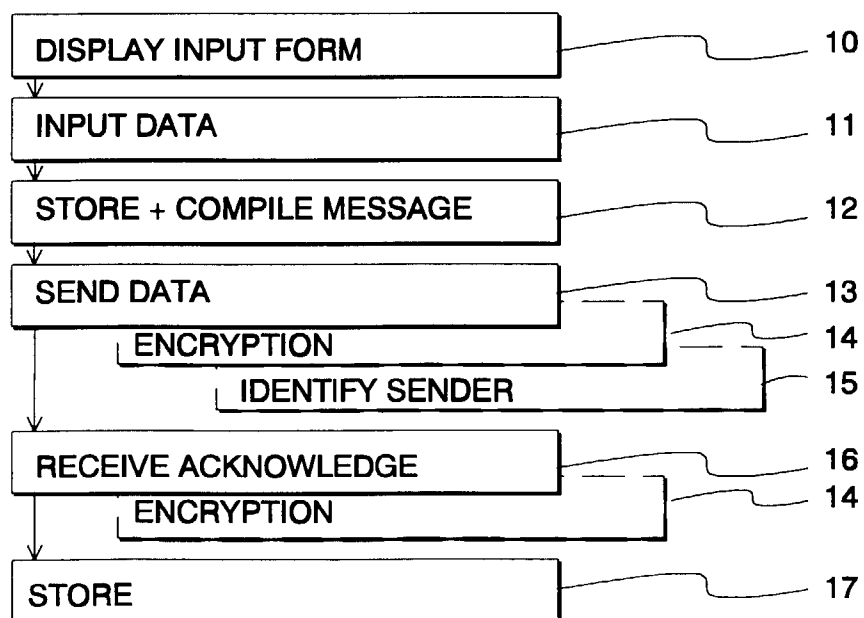 DISPLAY INPUT FORM 10
INPUT DATA 11
STORE + COMPILE MESSAGE 12
SEND DATA 13
ENCRYPTION 14
IDENTIFY SENDER 15
RECEIVE ACKNOWLEDGE 16
ENCRYPTION 14
STORE 17